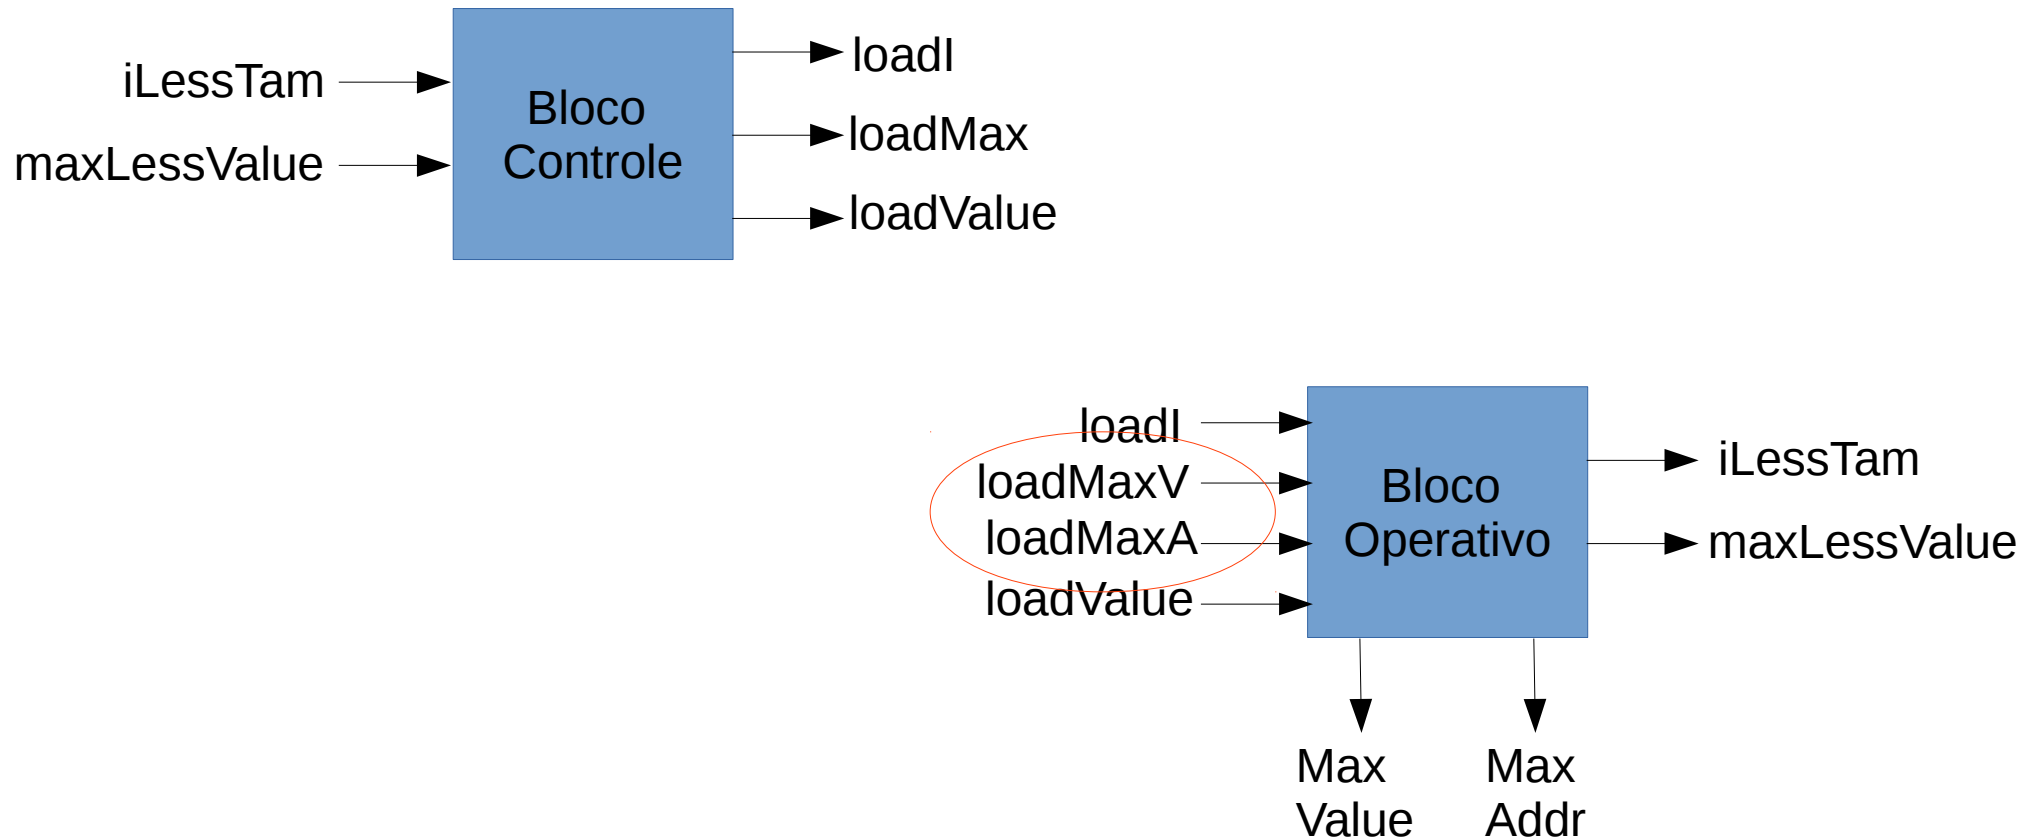 iLessTam
maxLessValue
Bloco
Controle
loadI
loadMax
loadValue
loadI
loadMaxV
loadMaxA
loadValue
Bloco
Operativo
iLessTam
maxLessValue
Max
Value
Max
Addr